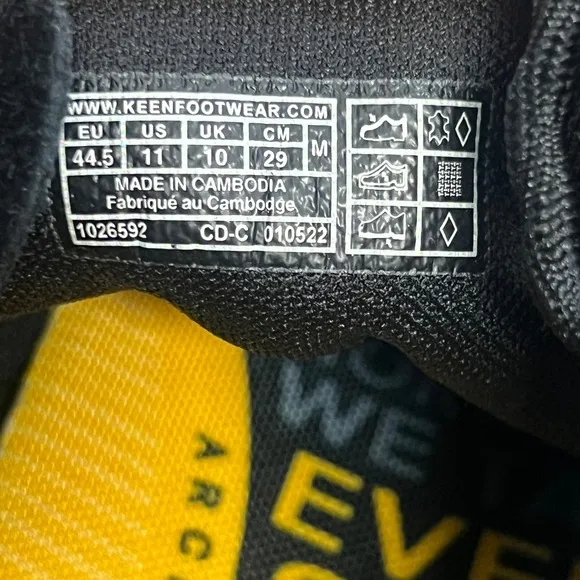 WWW.KEENFOOTWEAR.COM
EU US UK CM M
44.5 11 10 29
MADE IN CAMBODIA
Fabriqué au Cambodge
1026592 CD-C 010522
WE
ARC
EVE